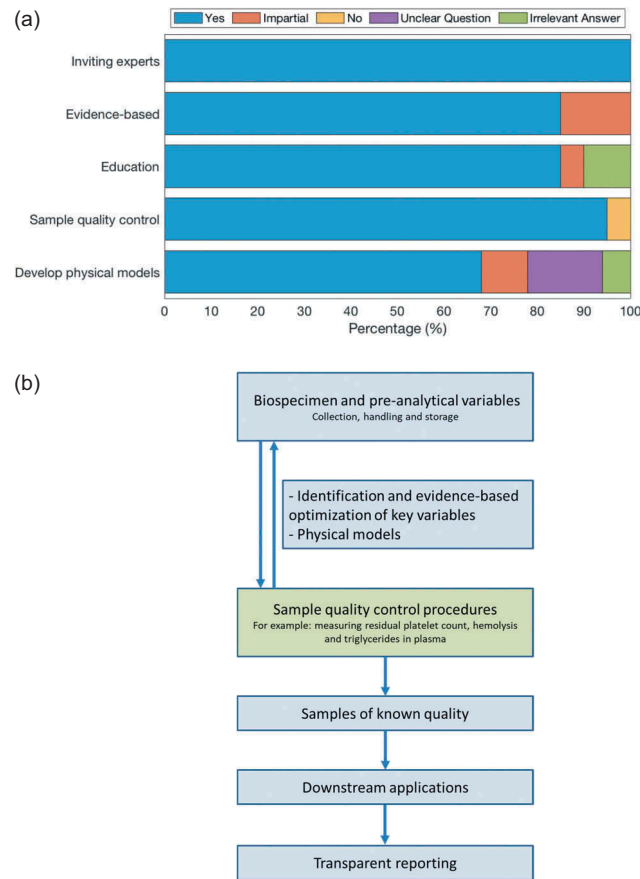 (a)
Yes Impartial No Unclear Question Irrelevant Answer
Inviting experts
Evidence-based
Education
Sample quality control
Develop physical models
0 10 20 30 40 50 60 70 80 90 100
Percentage (%)
(b)
Biospecimen and pre-analytical variables
Collection, handling and storage
- Identification and evidence-based
optimization of key variables
- Physical models
Sample quality control procedures
For example: measuring residual platelet count, hemolysis
and triglycerides in plasma
Samples of known quality
Downstream applications
Transparent reporting